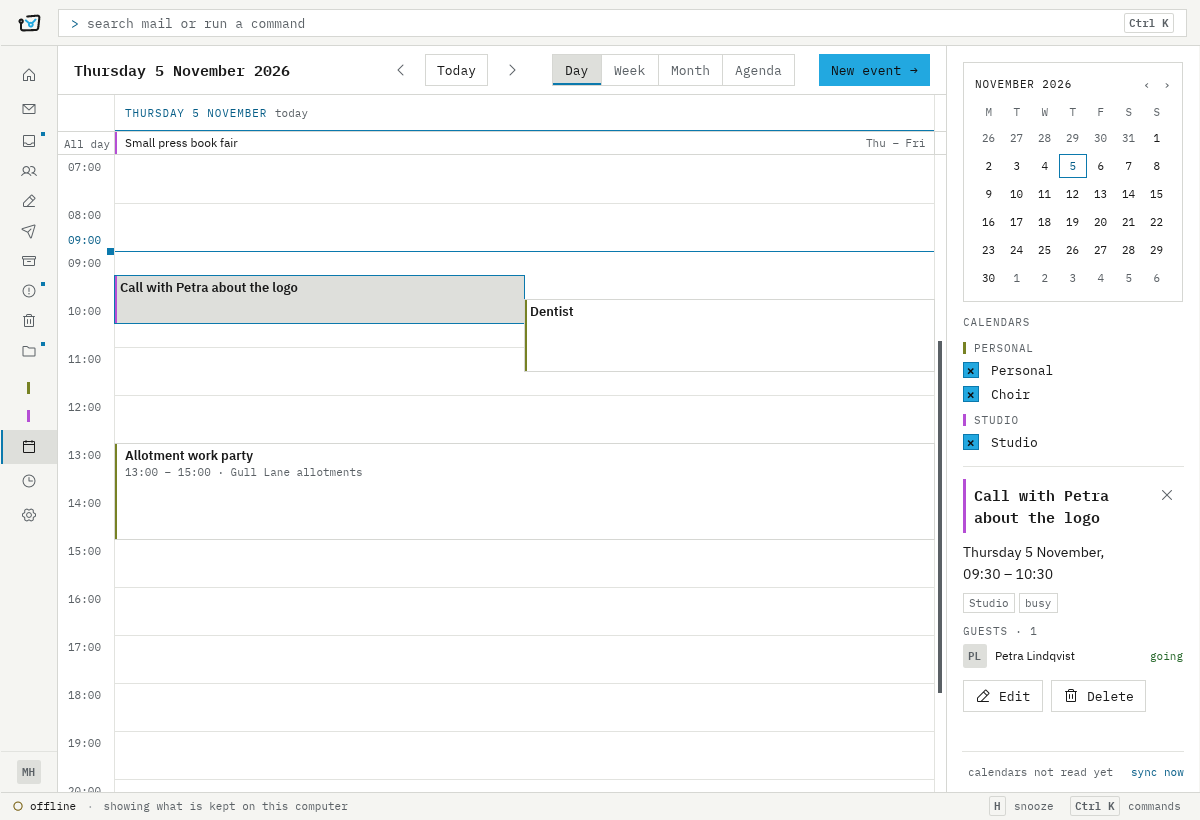 > search mail or run a command Ctrl K
Thursday 5 November 2026 Today Day Week Month Agenda New event →
THURSDAY 5 NOVEMBER today
All day Small press book fair Thu – Fri
07:00
08:00
09:00
09:00
Call with Petra about the logo
10:00 Dentist
11:00
12:00
13:00 Allotment work party
13:00 – 15:00 · Gull Lane allotments
14:00
15:00
16:00
17:00
18:00
19:00
20:00
NOVEMBER 2026 ‹ ›
M T W T F S S
26 27 28 29 30 31 1
2 3 4 5 6 7 8
9 10 11 12 13 14 15
16 17 18 19 20 21 22
23 24 25 26 27 28 29
30 1 2 3 4 5 6
CALENDARS
PERSONAL
× Personal
× Choir
STUDIO
× Studio
Call with Petra
about the logo
Thursday 5 November,
09:30 – 10:30
Studio busy
GUESTS · 1
PL Petra Lindqvist going
Edit Delete
calendars not read yet sync now
MH
offline · showing what is kept on this computer H snooze Ctrl K commands